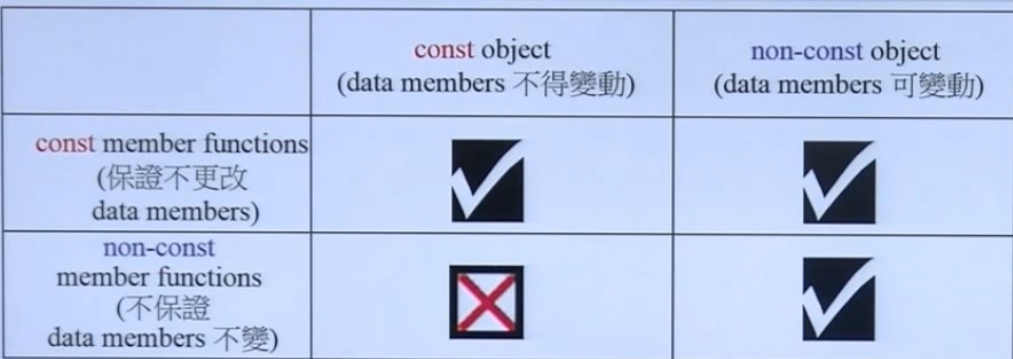 const object
(data members 不得變動)
non-const object
(data members 可變動)
const member functions
(保證不更改
data members)
non-const
member functions
(不保證
data members 不變)